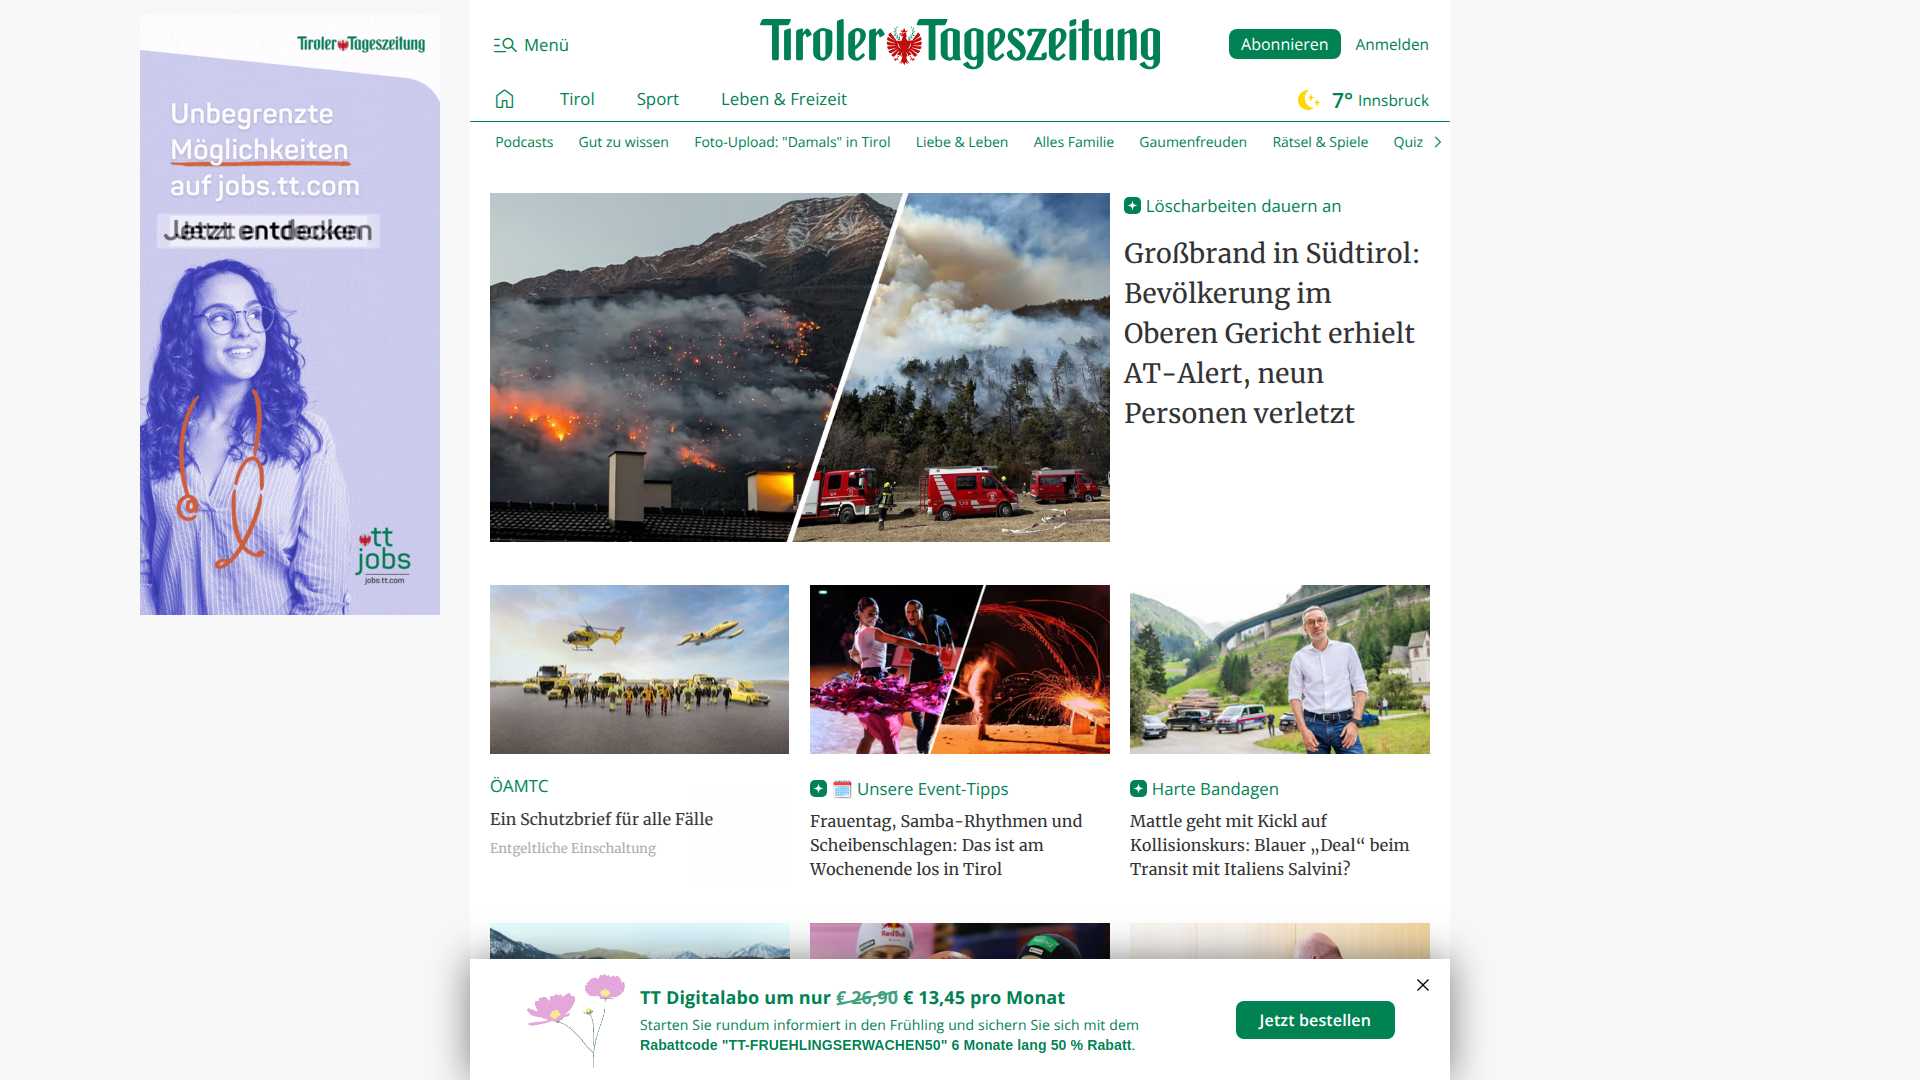 Tiroler Tageszeitung
Unbegrenzte
Möglichkeiten
auf jobs.tt.com
tt
jobs
jobs.tt.com
Menü
Tiroler Tageszeitung
Abonnieren
Anmelden
Tirol
Sport
Leben & Freizeit
7° Innsbruck
Podcasts
Gut zu wissen
Foto-Upload: "Damals" in Tirol
Liebe & Leben
Alles Familie
Gaumenfreuden
Rätsel & Spiele
Quiz
Löscharbeiten dauern an
Großbrand in Südtirol:
Bevölkerung im
Oberen Gericht erhielt
AT-Alert, neun
Personen verletzt
ÖAMTC
Ein Schutzbrief für alle Fälle
Entgeltliche Einschaltung
Unsere Event-Tipps
Frauentag, Samba-Rhythmen und
Scheibenschlagen: Das ist am
Wochenende los in Tirol
Harte Bandagen
Mattle geht mit Kickl auf
Kollisionskurs: Blauer „Deal“ beim
Transit mit Italiens Salvini?
Red Bull
TT Digitalabo um nur € 26,90 € 13,45 pro Monat
Starten Sie rundum informiert in den Frühling und sichern Sie sich mit dem
Rabattcode "TT-FRUEHLINGSERWACHEN50" 6 Monate lang 50 % Rabatt.
Jetzt bestellen